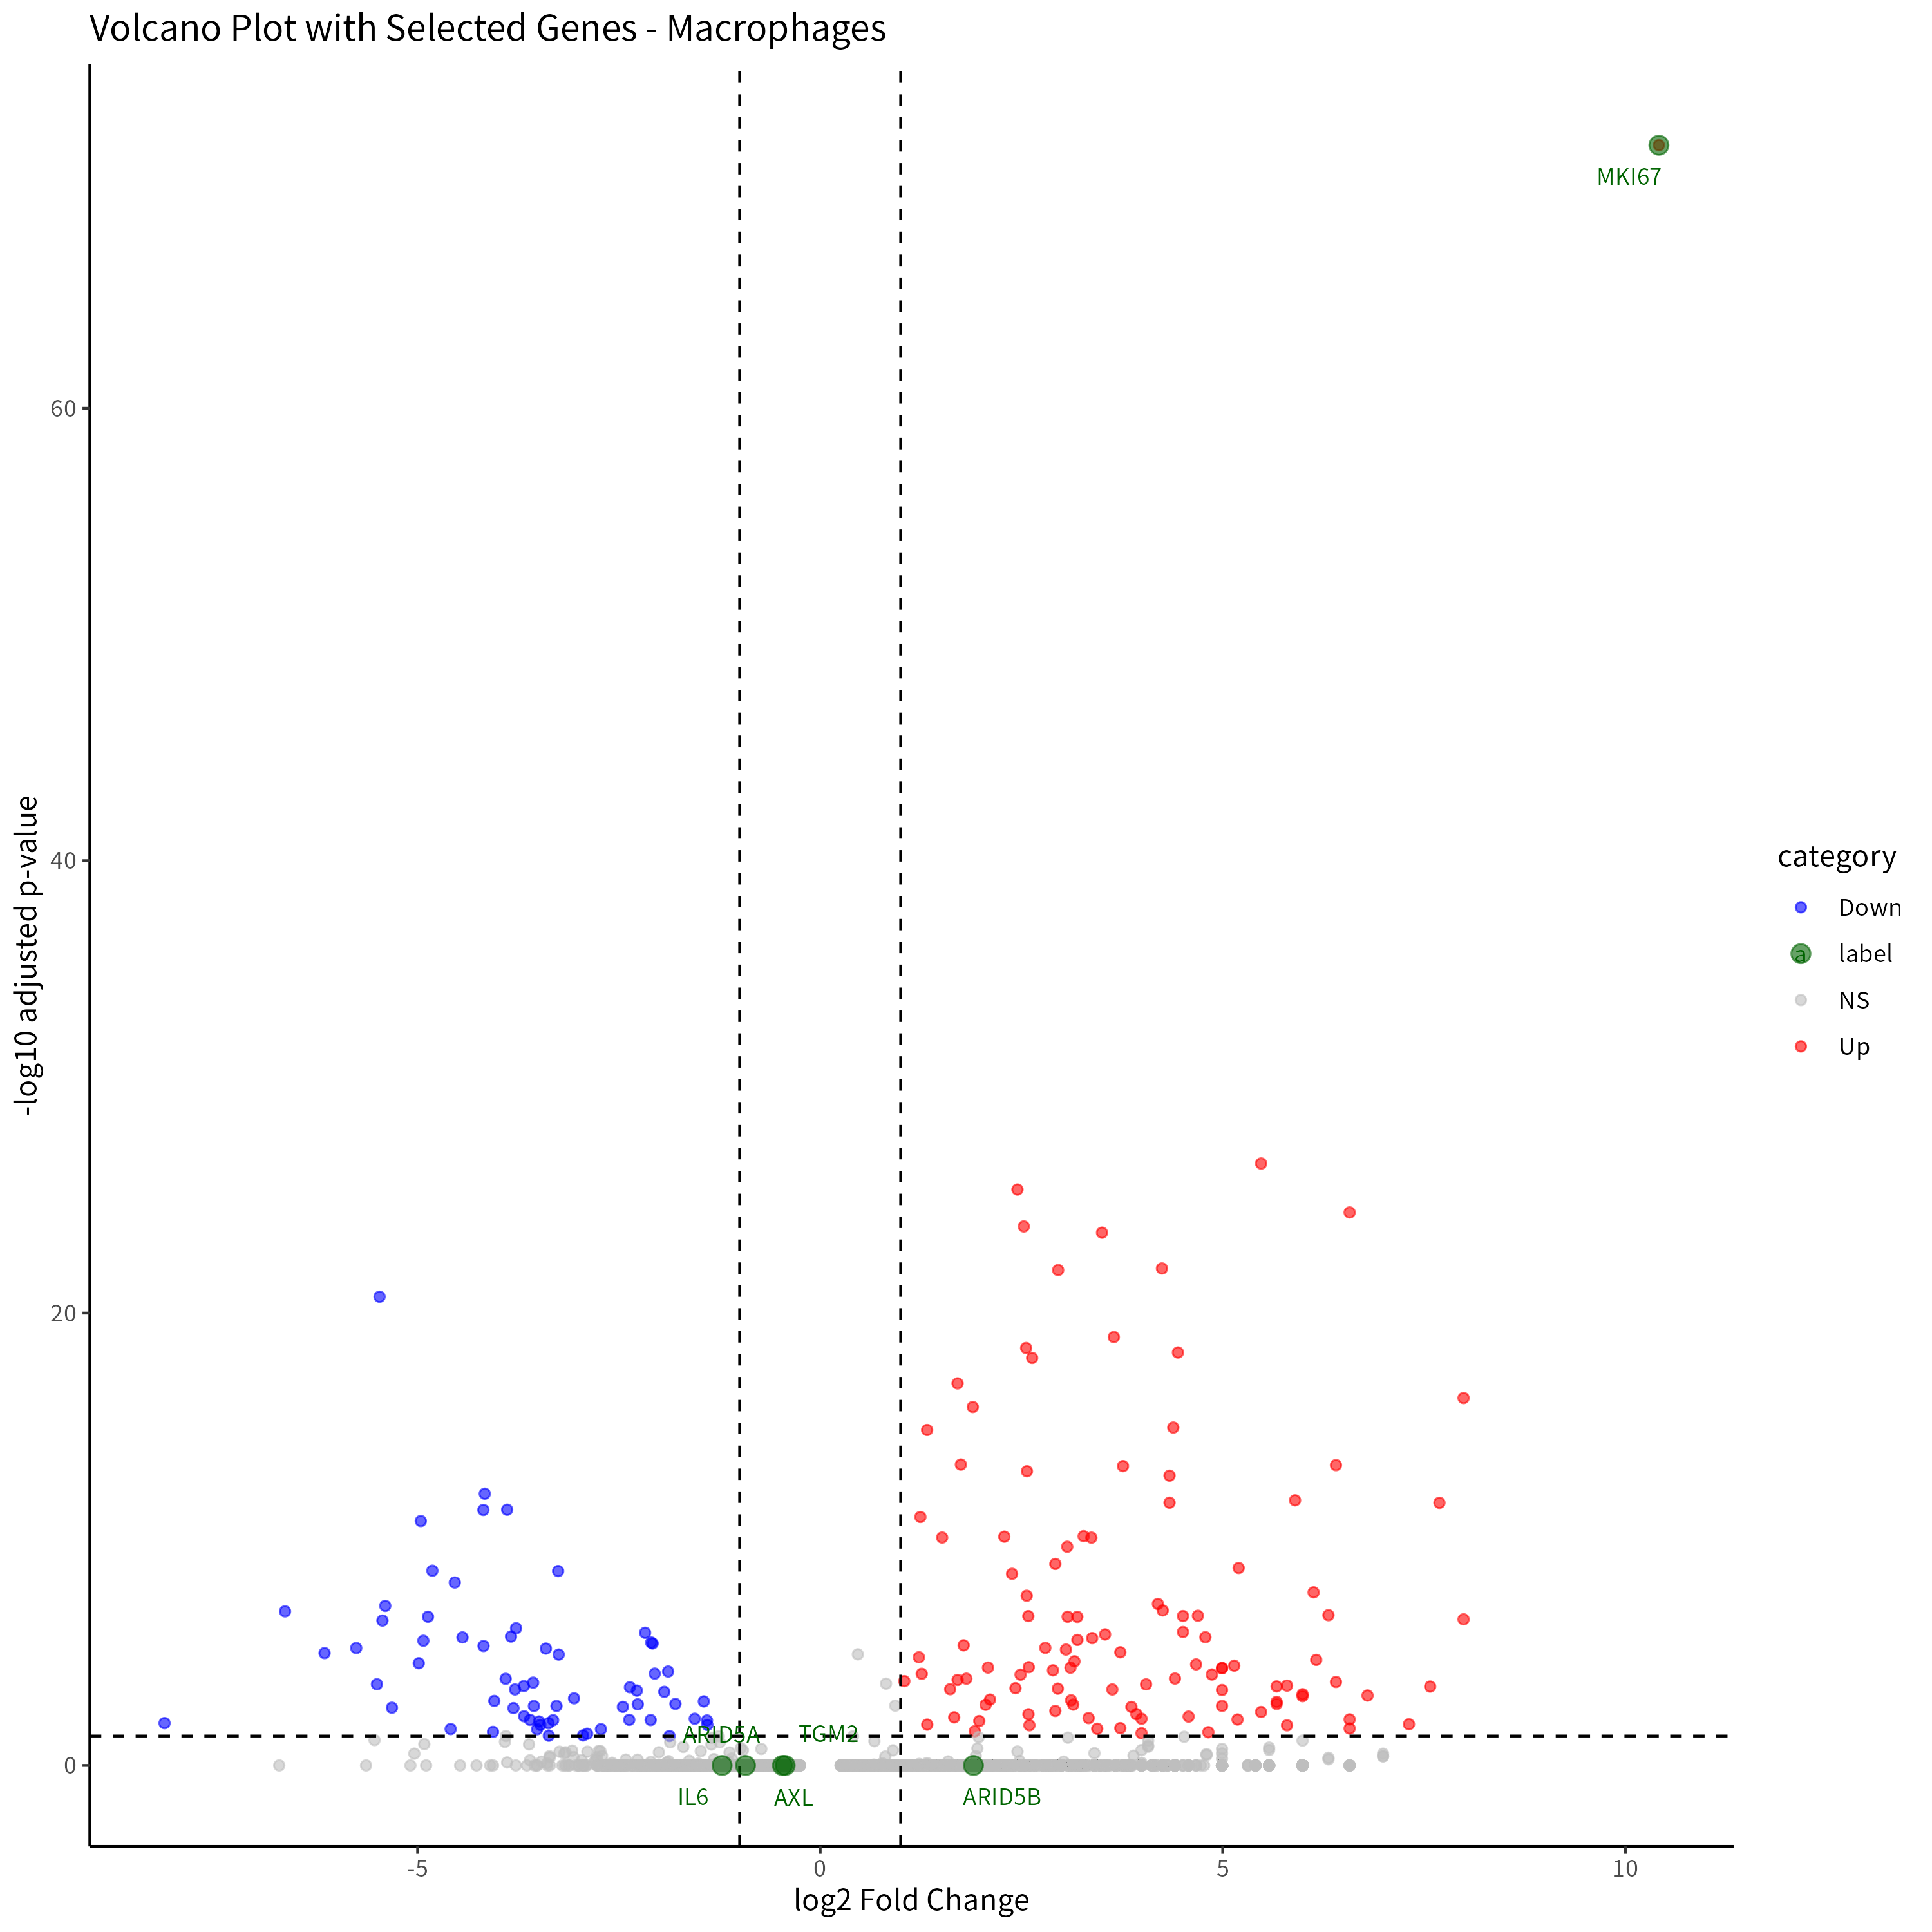 Volcano Plot with Selected Genes - Macrophages
MKI67
60
40
20
0
-log10 adjusted p-value
category
Down
a label
NS
Up
ARID5A
TGM2
IL6
AXL
ARID5B
-5
0
5
10
log2 Fold Change